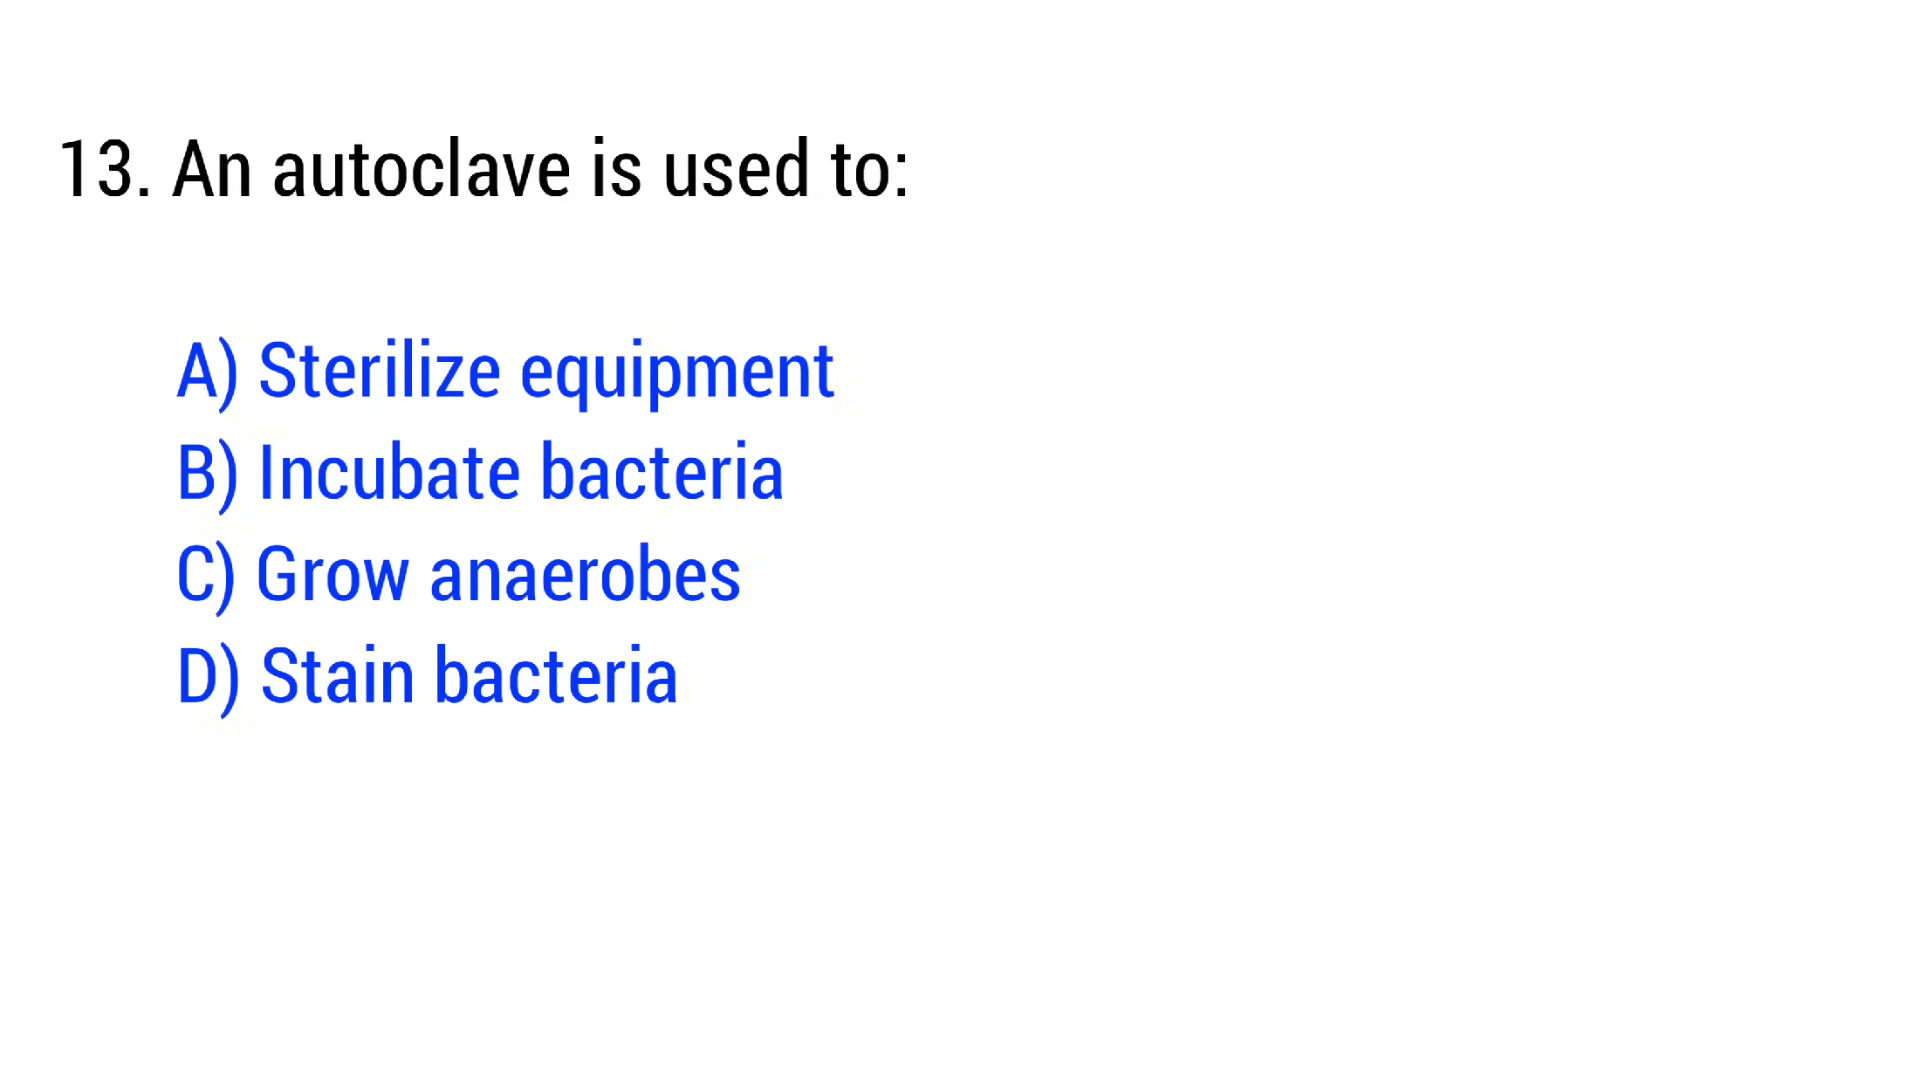 13. An autoclave is used to:
A) Sterilize equipment
B) Incubate bacteria
C) Grow anaerobes
D) Stain bacteria